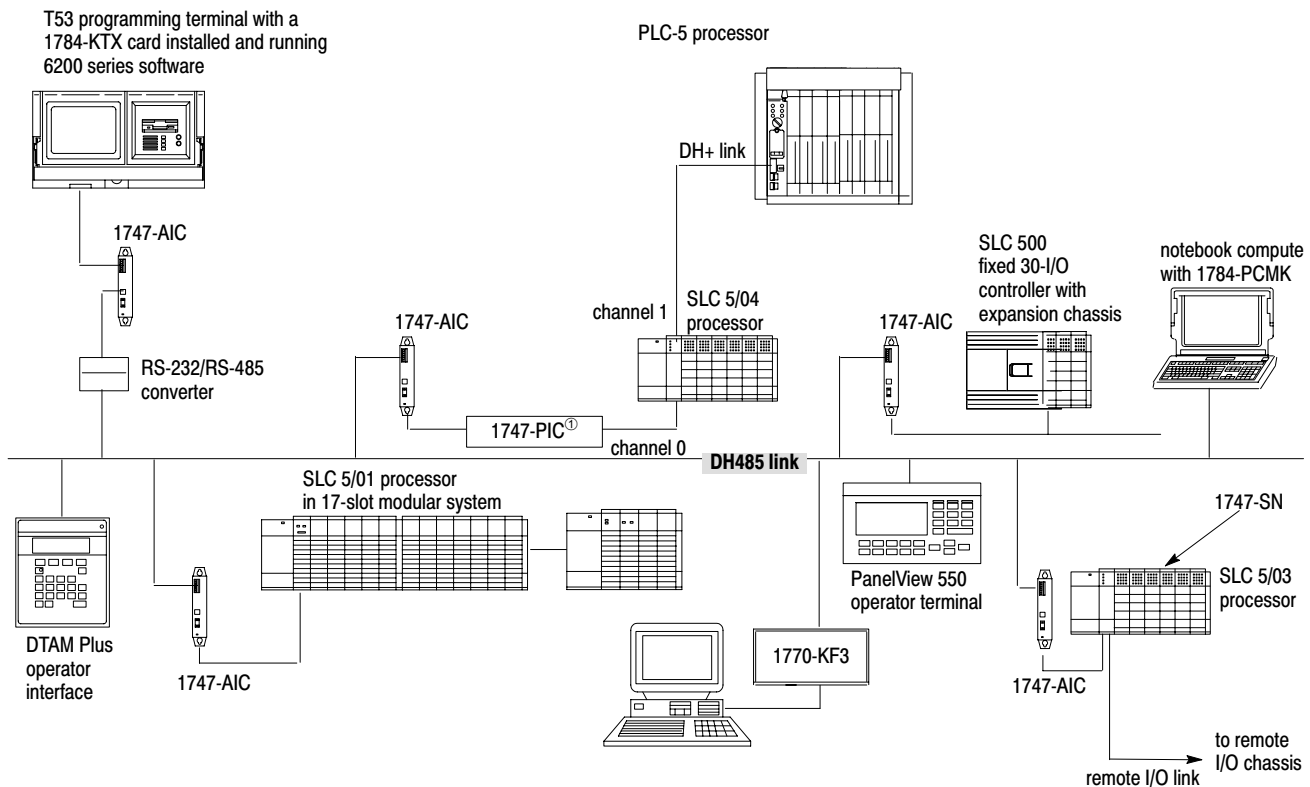 T53 programming terminal with a
1784-KTX card installed and running
6200 series software
PLC-5 processor
DH+ link
1747-AIC
RS-232/RS-485
converter
1747-AIC
channel 1
SLC 5/04
processor
1747-PIC①
channel 0
1747-AIC
SLC 500
fixed 30-I/O
controller with
expansion chassis
notebook compute
with 1784-PCMK
DH485 link
DTAM Plus
operator
interface
1747-AIC
SLC 5/01 processor
in 17-slot modular system
1770-KF3
PanelView 550
operator terminal
1747-SN
SLC 5/03
processor
1747-AIC
remote I/O link
to remote
I/O chassis